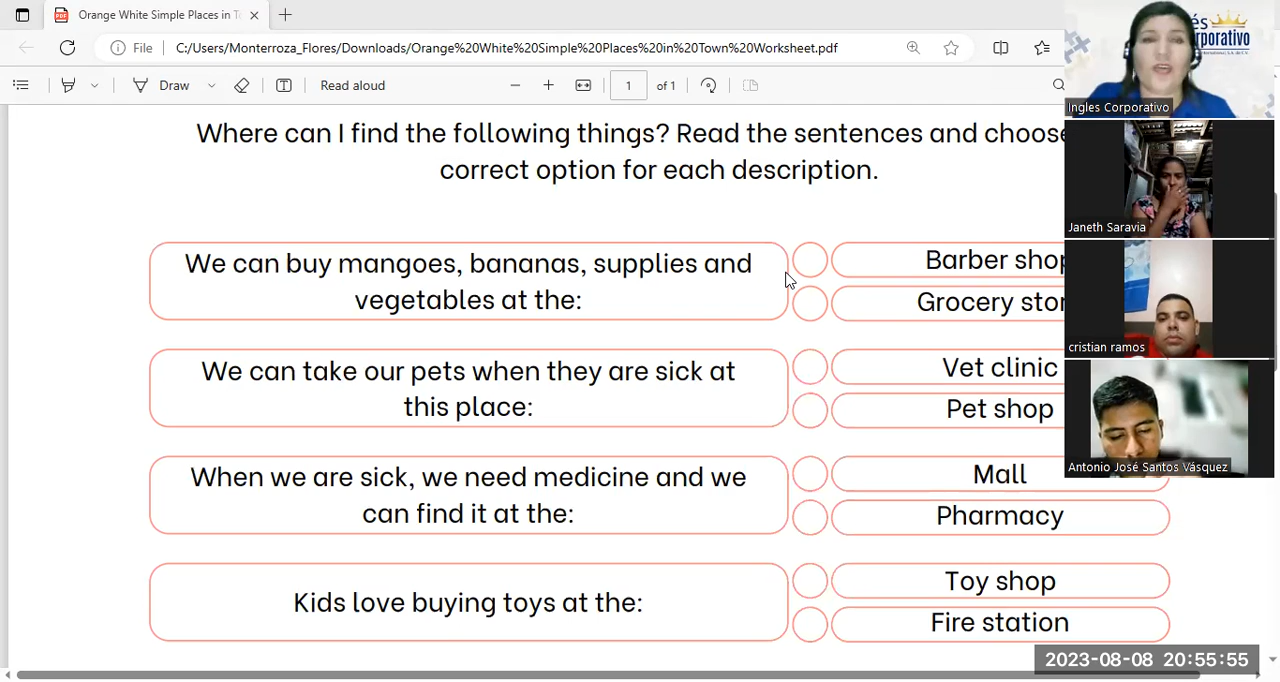 Orange White Simple Places in T
File
C:/Users/Monterroza_Flores/Downloads/Orange%20White%20Simple%20Places%20in%20Town%20Worksheet.pdf
Draw
Read aloud
1
of 1
Where can I find the following things? Read the sentences and choose
correct option for each description.
We can buy mangoes, bananas, supplies and
vegetables at the:
Barber shop
Grocery stor
We can take our pets when they are sick at
this place:
Vet clinic
Pet shop
When we are sick, we need medicine and we
can find it at the:
Mall
Pharmacy
Kids love buying toys at the:
Toy shop
Fire station
Ingles Corporativo
Janeth Saravia
cristian ramos
Antonio José Santos Vásquez
2023-08-08 20:55:55